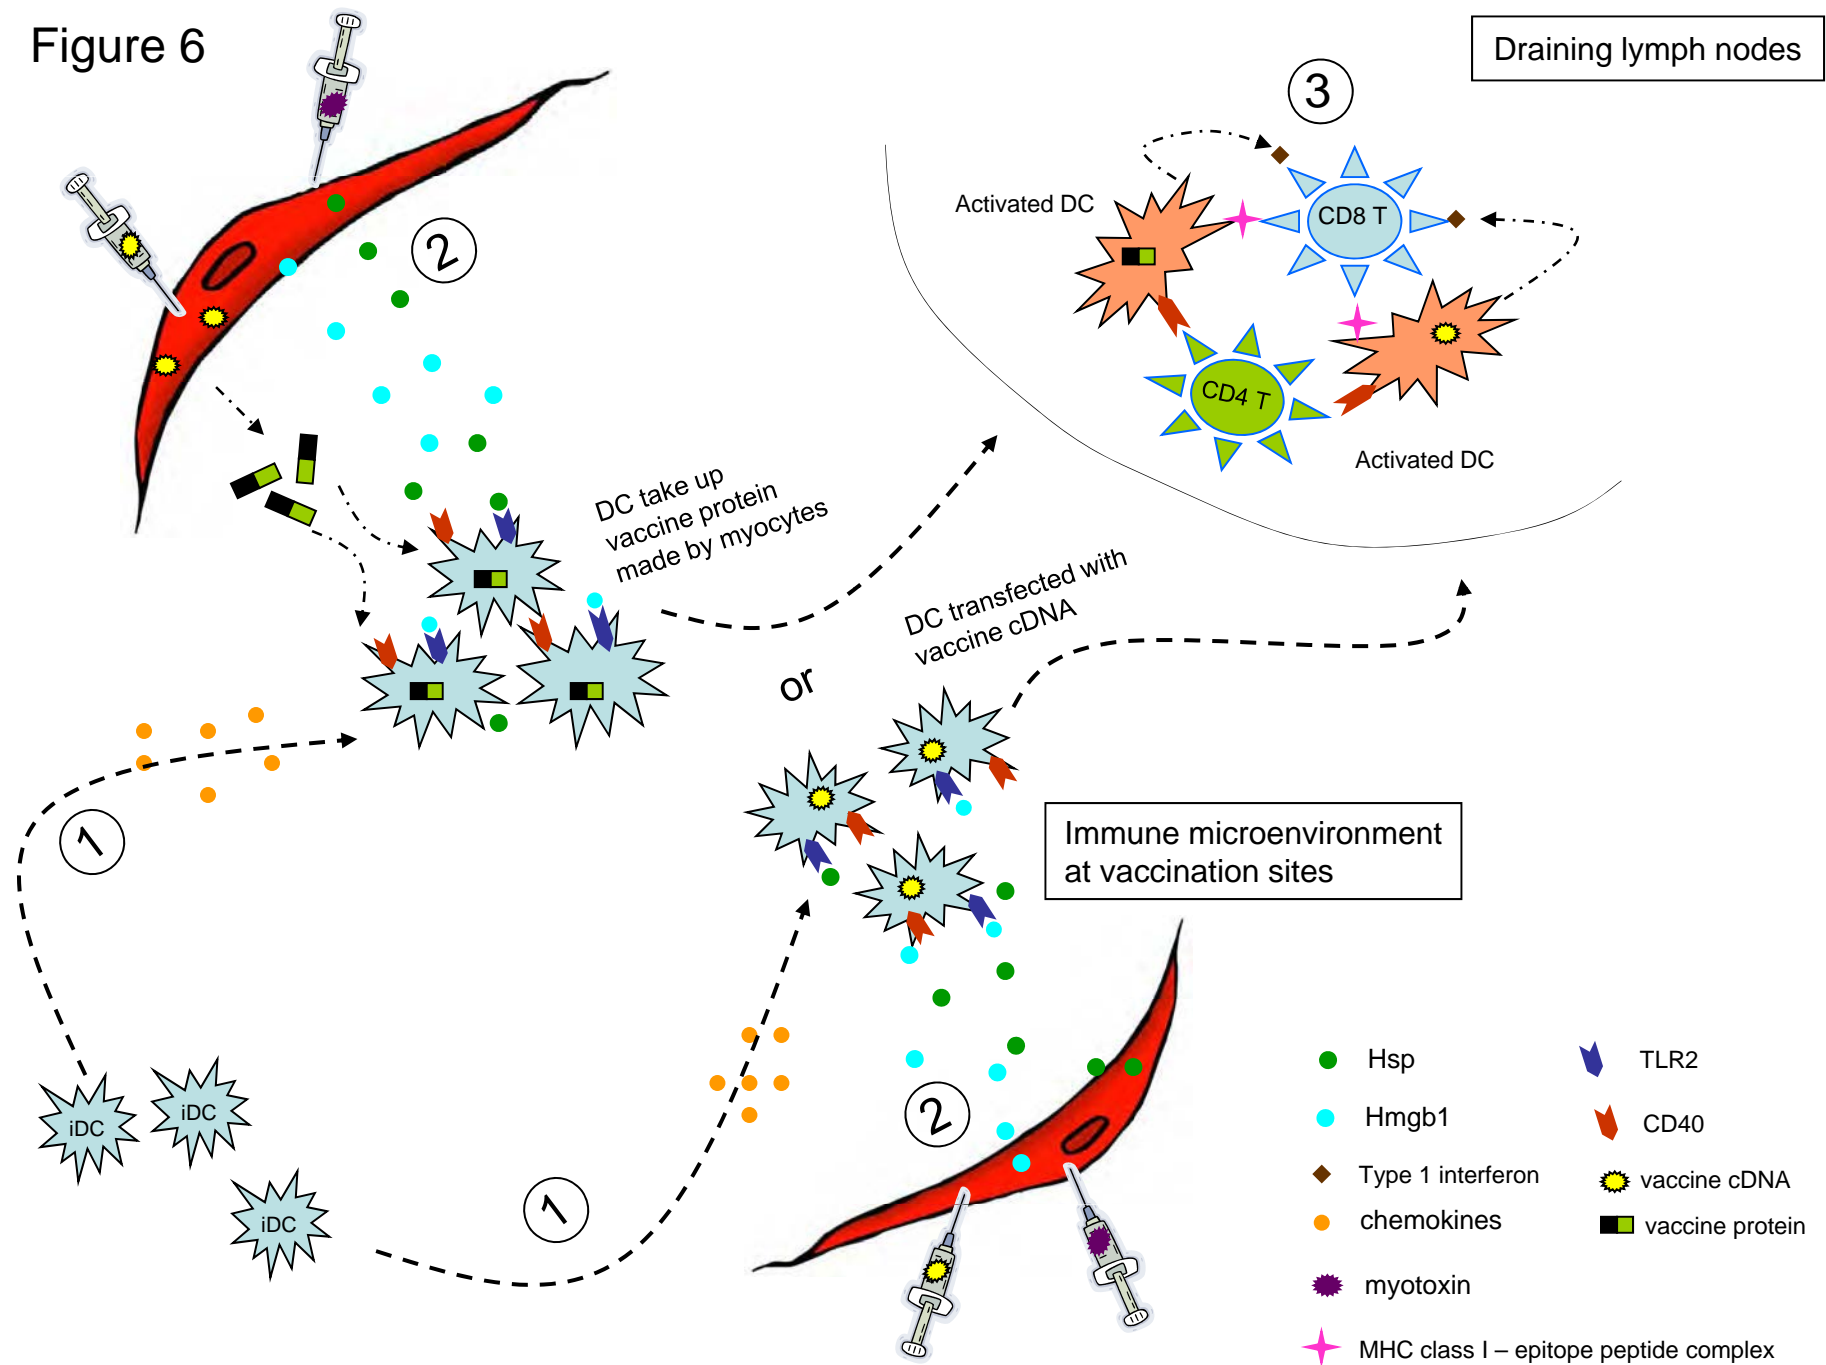 Figure 6
Draining lymph nodes
3
Activated DC
CD8 T
2
CD4 T
Activated DC
DC take up
vaccine protein
made by myocytes
DC transfected with
vaccine cDNA
or
1
Immune microenvironment
at vaccination sites
iDC
iDC
iDC
1
2
Hsp
TLR2
Hmgb1
CD40
Type 1 interferon
vaccine cDNA
chemokines
vaccine protein
myotoxin
MHC class I – epitope peptide complex